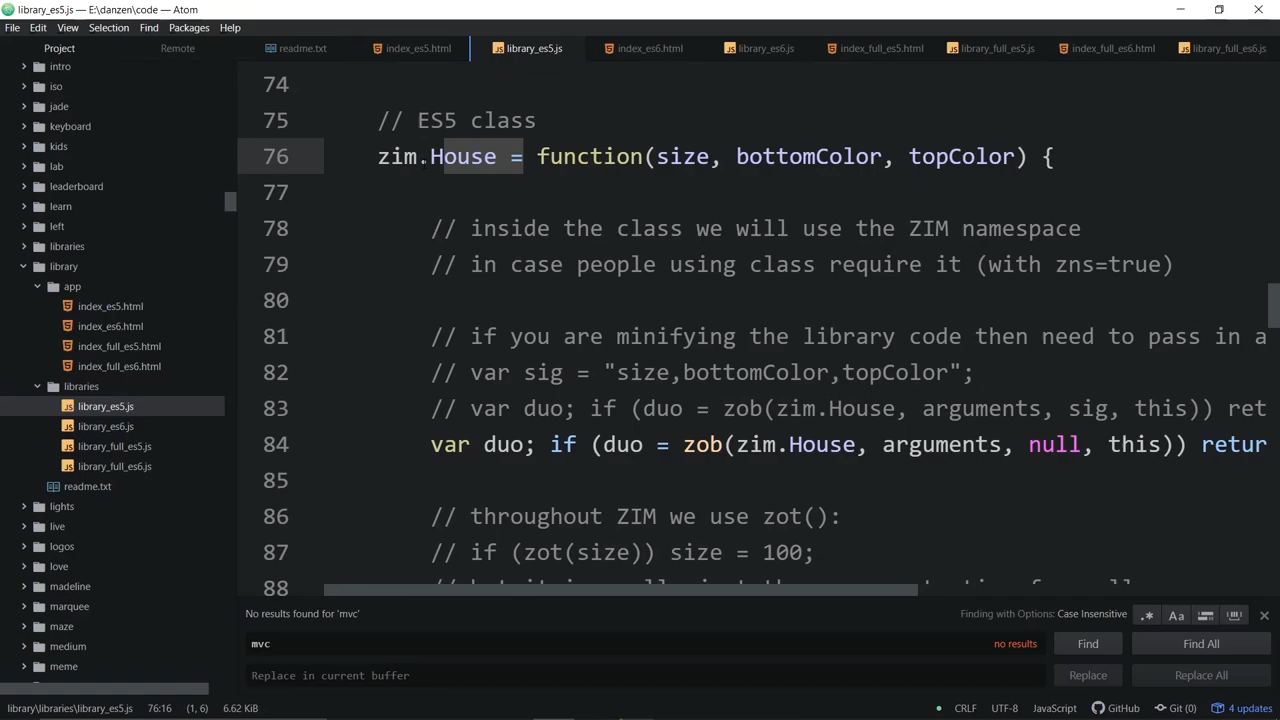 library_es5.js — E:\danzen\code — Atom
File Edit View Selection Find Packages Help
Project Remote
readme.txt index_es5.html library_es5.js index_es6.html library_es6.js index_full_es5.html library_full_es5.js index_full_es6.html library_full_es6.js
intro
iso
jade
keyboard
kids
lab
leaderboard
learn
left
libraries
library
app
index_es5.html
index_es6.html
index_full_es5.html
index_full_es6.html
libraries
library_es5.js
library_es6.js
library_full_es5.js
library_full_es6.js
readme.txt
lights
live
logos
love
madeline
marquee
maze
medium
meme
74
75 // ES5 class
76 zim.House = function(size, bottomColor, topColor) {
77
78 // inside the class we will use the ZIM namespace
79 // in case people using class require it (with zns=true)
80
81 // if you are minifying the library code then need to pass in a
82 // var sig = "size,bottomColor,topColor";
83 // var duo; if (duo = zob(zim.House, arguments, sig, this)) ret
84 var duo; if (duo = zob(zim.House, arguments, null, this)) return
85
86 // throughout ZIM we use zot():
87 // if (zot(size)) size = 100;
88
No results found for 'mvc' Finding with Options: Case Insensitive .* Aa
mvc no results Find Find All
Replace in current buffer Replace Replace All
library\libraries\library_es5.js 76:16 (1, 6) 6.62 KiB CRLF UTF-8 JavaScript GitHub Git (0) 4 updates